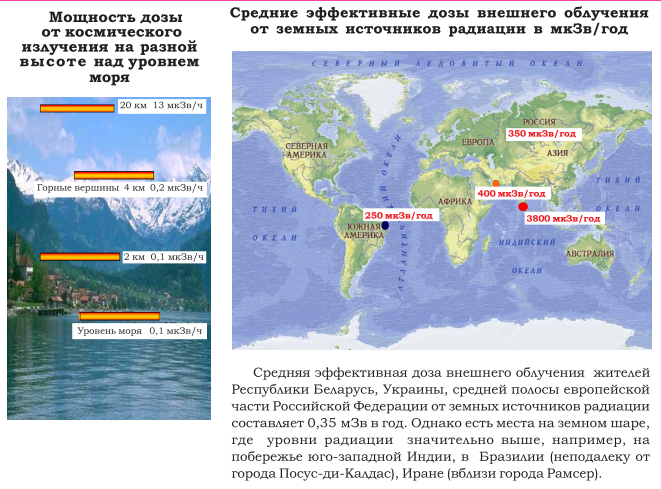 Мощность дозы
от космического
излучения на разной
высоте над уровнем
моря
20 км 13 мкЗв/ч
Горные вершины 4 км 0,2 мкЗв/ч
2 км 0,1 мкЗв/ч
Уровень моря 0,1 мкЗв/ч
Средние эффективные дозы внешнего облучения
от земных источников радиации в мкЗв/год
СЕВЕРНЫЙ ЛЕДОВИТЫЙ ОКЕАН
СЕВЕРНАЯ
АМЕРИКА
ЕВРОПА
РОССИЯ
350 мкЗв/год
АЗИЯ
ТИХИЙ
ОКЕАН
АТЛАНТИЧ
ИЙ ОКЕАН
АФРИКА
400 мкЗв/год
250 мкЗв/год
3800 мкЗв/год
ЮЖНАЯ
АМЕРИКА
ТИХИЙ
ОКЕАН
ИНДИЙСКИЙ
ОКЕАН
АВСТРАЛИЯ
Средняя эффективная доза внешнего облучения жителей
Республики Беларусь, Украины, средней полосы европейской
части Российской Федерации от земных источников радиации
составляет 0,35 мЗв в год. Однако есть места на земном шаре,
где уровни радиации значительно выше, например, на
побережье юго-западной Индии, в Бразилии (неподалеку от
города Посус-ди-Калдас), Иране (вблизи города Рамсер).